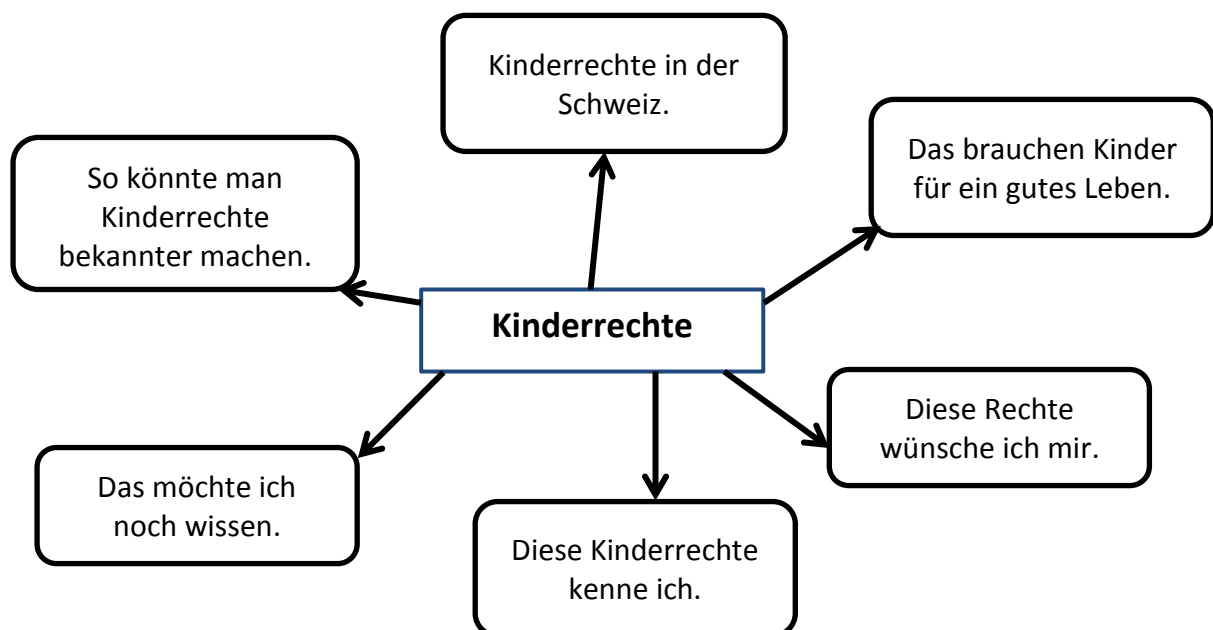 Kinderrechte in der
Schweiz.
Das brauchen Kinder
für ein gutes Leben.
So könnte man
Kinderrechte
bekannter machen.
Kinderrechte
Diese Rechte
wünsche ich mir.
Das möchte ich
noch wissen.
Diese Kinderrechte
kenne ich.